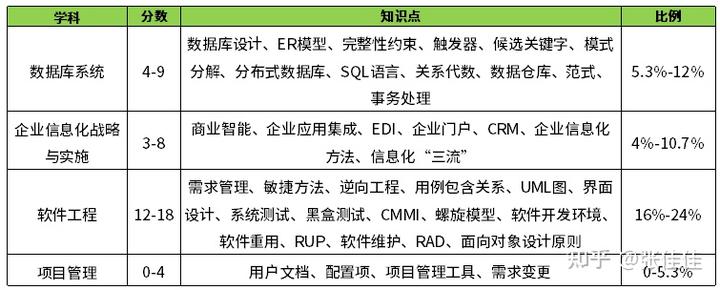 学科 分数 知识点 比例
数据库设计、ER模型、完整性约束、触发器、候选关键字、模式
数据库系统 4-9 分解、分布式数据库、SQL语言、关系代数、数据仓库、范式、 5.3%-12%
事务处理
企业信息化战略 商业智能、企业应用集成、EDI、企业门户、CRM、企业信息化
与实施 3-8 方法、信息化“三流” 4%-10.7%
需求管理、敏捷方法、逆向工程、用例包含关系、UML图、界面
软件工程 12-18 设计、系统测试、黑盒测试、CMMI、螺旋模型、软件开发环境、 16%-24%
软件重用、RUP、软件维护、RAD、面向对象设计原则
项目管理 0-4 用户文档、配置项、项目管理工具、需求变更 0-5.3%
知乎 @张佳佳